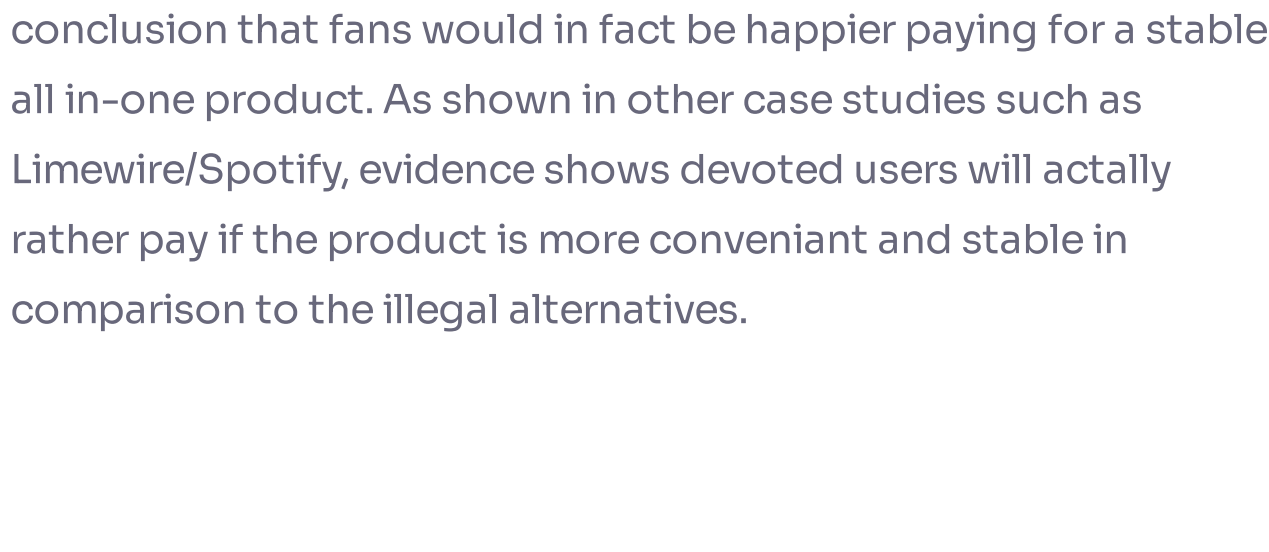 conclusion that fans would in fact be happier paying for a stable
all in-one product. As shown in other case studies such as
Limewire/Spotify, evidence shows devoted users will actally
rather pay if the product is more conveniant and stable in
comparison to the illegal alternatives.